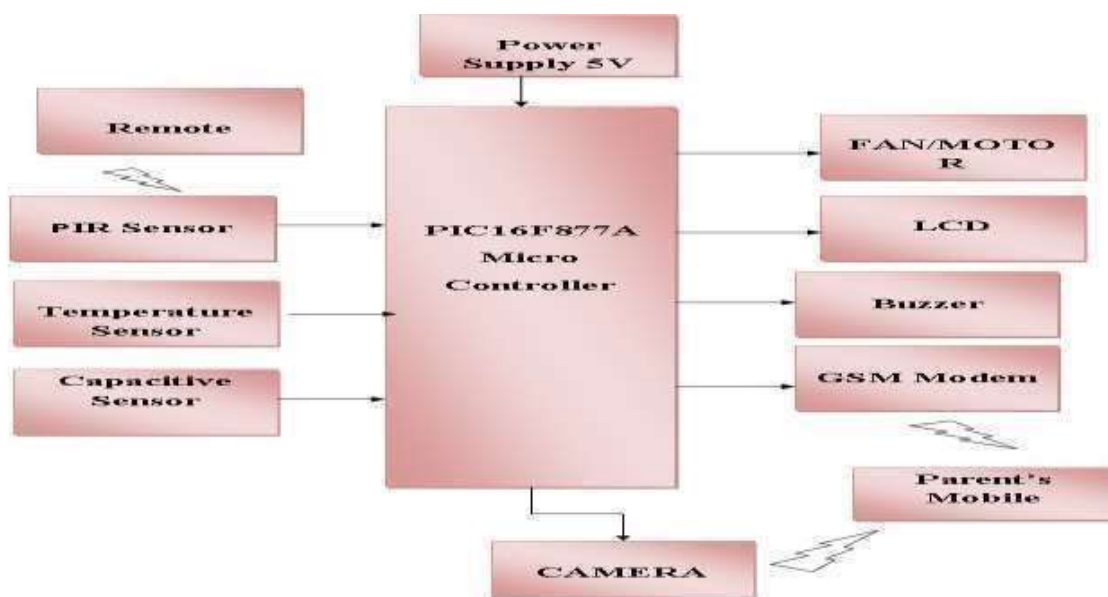 Power
Supply 5V
Remote
FAN/MOTO
R
PIR Sensor
PIC16F877A
Micro
Controller
LCD
Temperature
Sensor
Buzzer
Capacitive
Sensor
GSM Modem
Parent's
Mobile
CAMERA